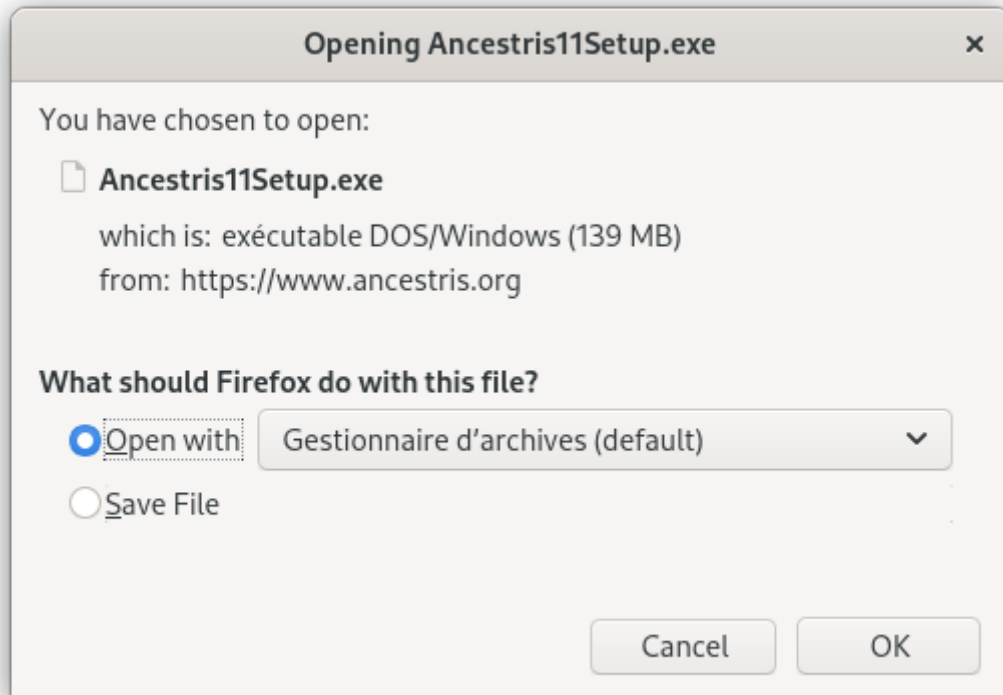 Opening Ancestris11Setup.exe
You have chosen to open:
Ancestris11Setup.exe
which is: exécutable DOS/Windows (139 MB)
from: https://www.ancestris.org
What should Firefox do with this file?
Open with Gestionnaire d'archives (default)
Save File
Cancel OK